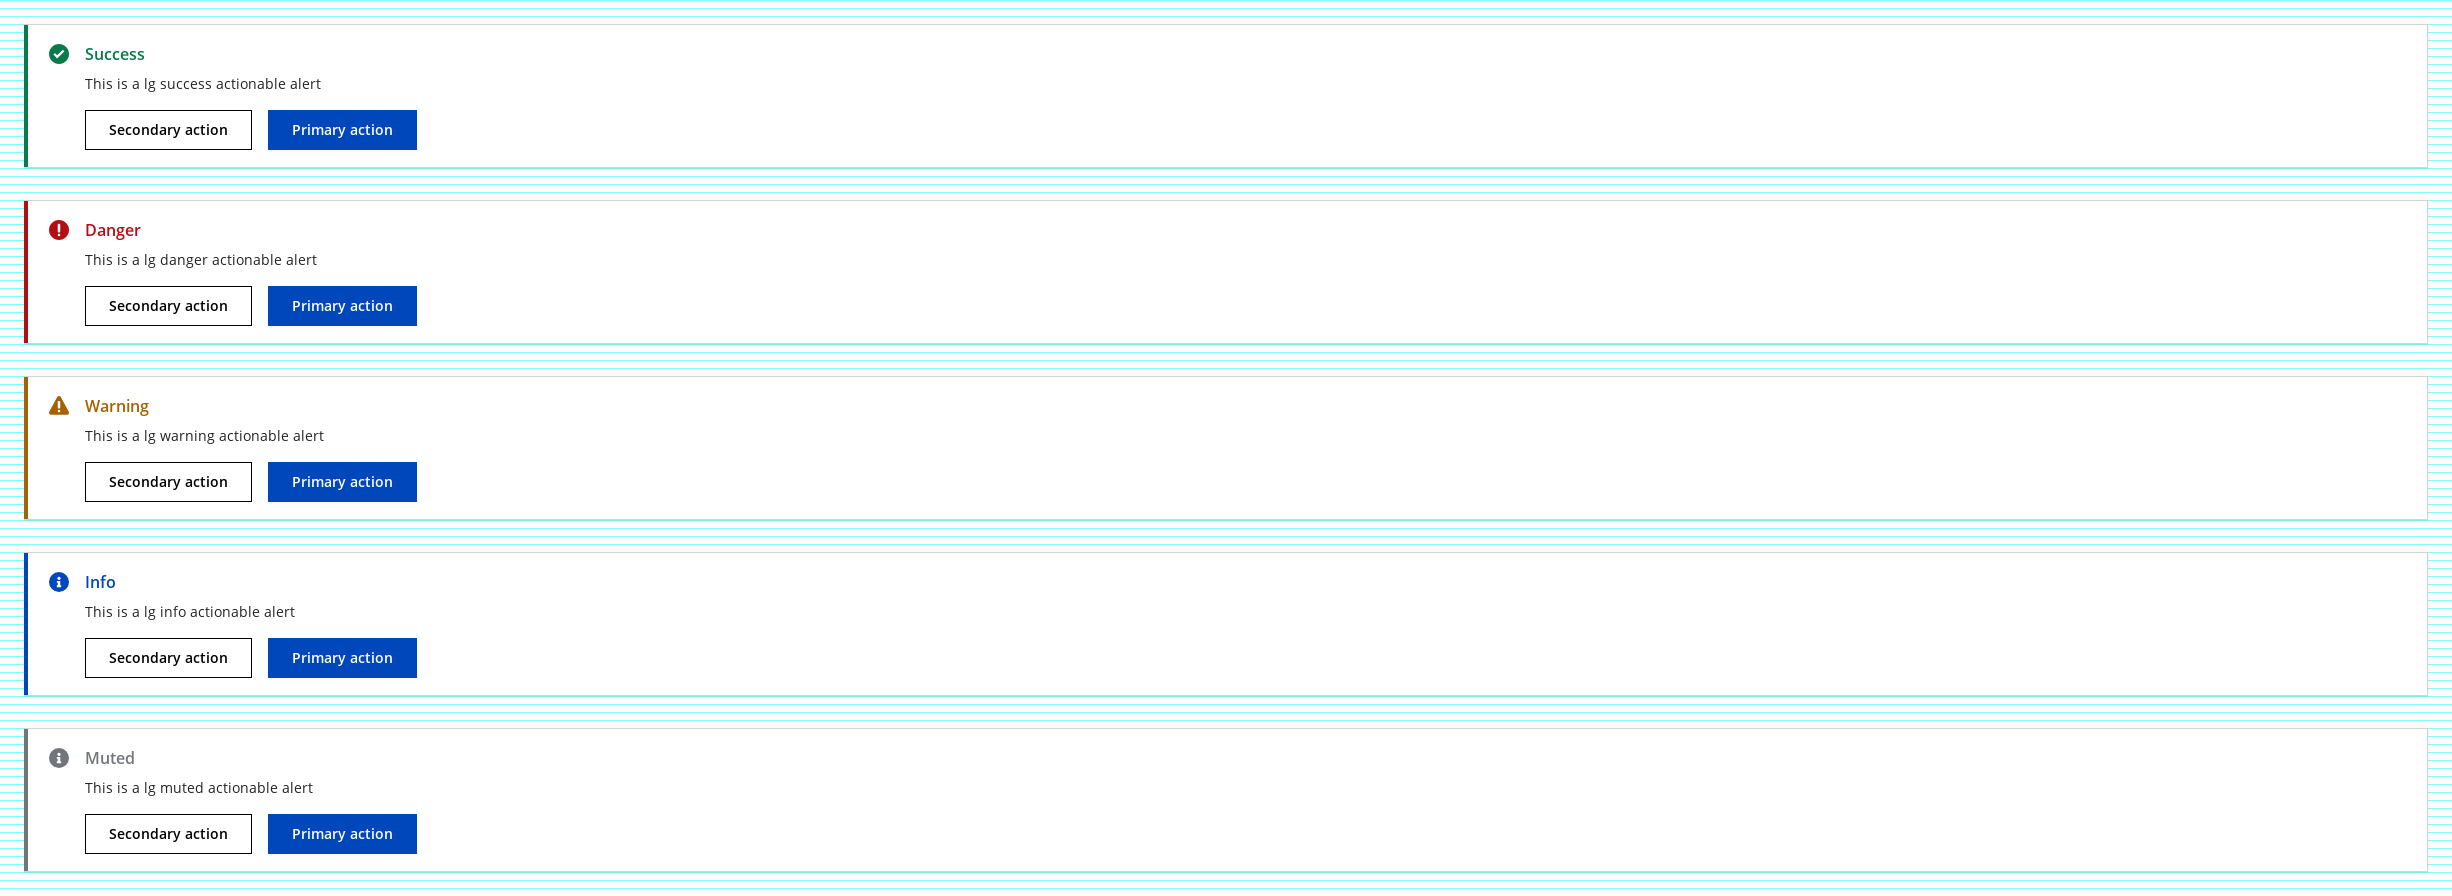 Success
This is a lg success actionable alert
Secondary action Primary action
Danger
This is a lg danger actionable alert
Secondary action Primary action
Warning
This is a lg warning actionable alert
Secondary action Primary action
Info
This is a lg info actionable alert
Secondary action Primary action
Muted
This is a lg muted actionable alert
Secondary action Primary action